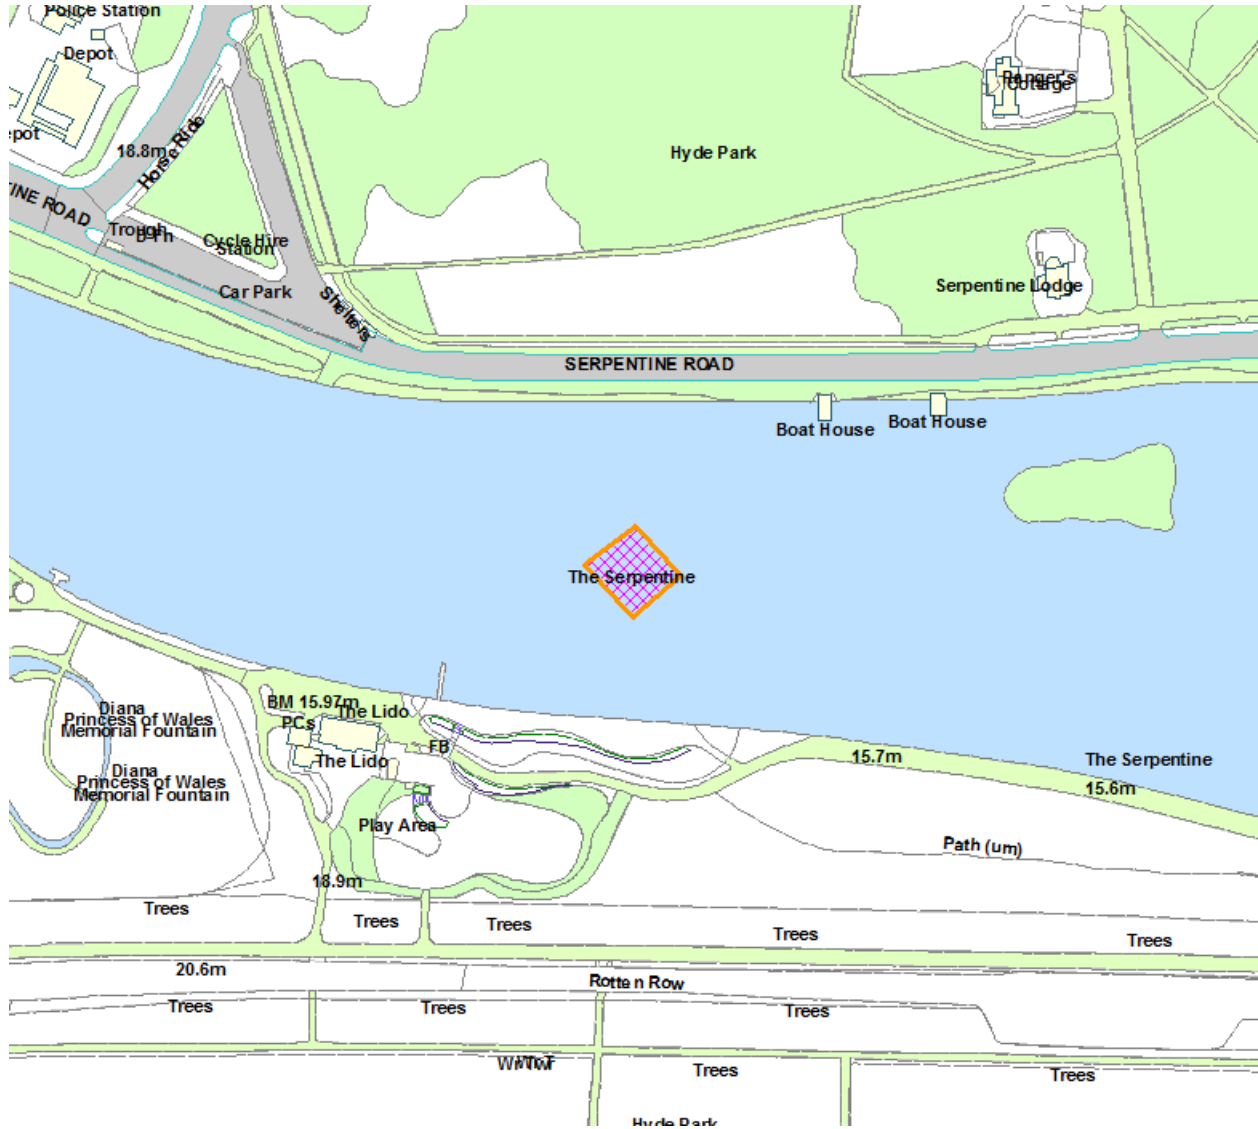 Police Station
Depot
epot
18.8m
Horse Ride
Ranger's
Cottage
Hyde Park
TINE ROAD
Trough
Cycle Hire
Station
Car Park
Shelters
Serpentine Lodge
SERPENTINE ROAD
Boat House
Boat House
The Serpentine
Diana
Princess of Wales
Memorial Fountain
BM 15.97m
PCs
The Lido
FB
The Lido
15.7m
The Serpentine
15.6m
Diana
Princess of Wales
Memorial Fountain
Play Area
Path (um)
18.9m
Trees
Trees
Trees
Trees
Trees
20.6m
Rotten Row
Trees
Trees
Trees
Trees
Trees
Hyde Park